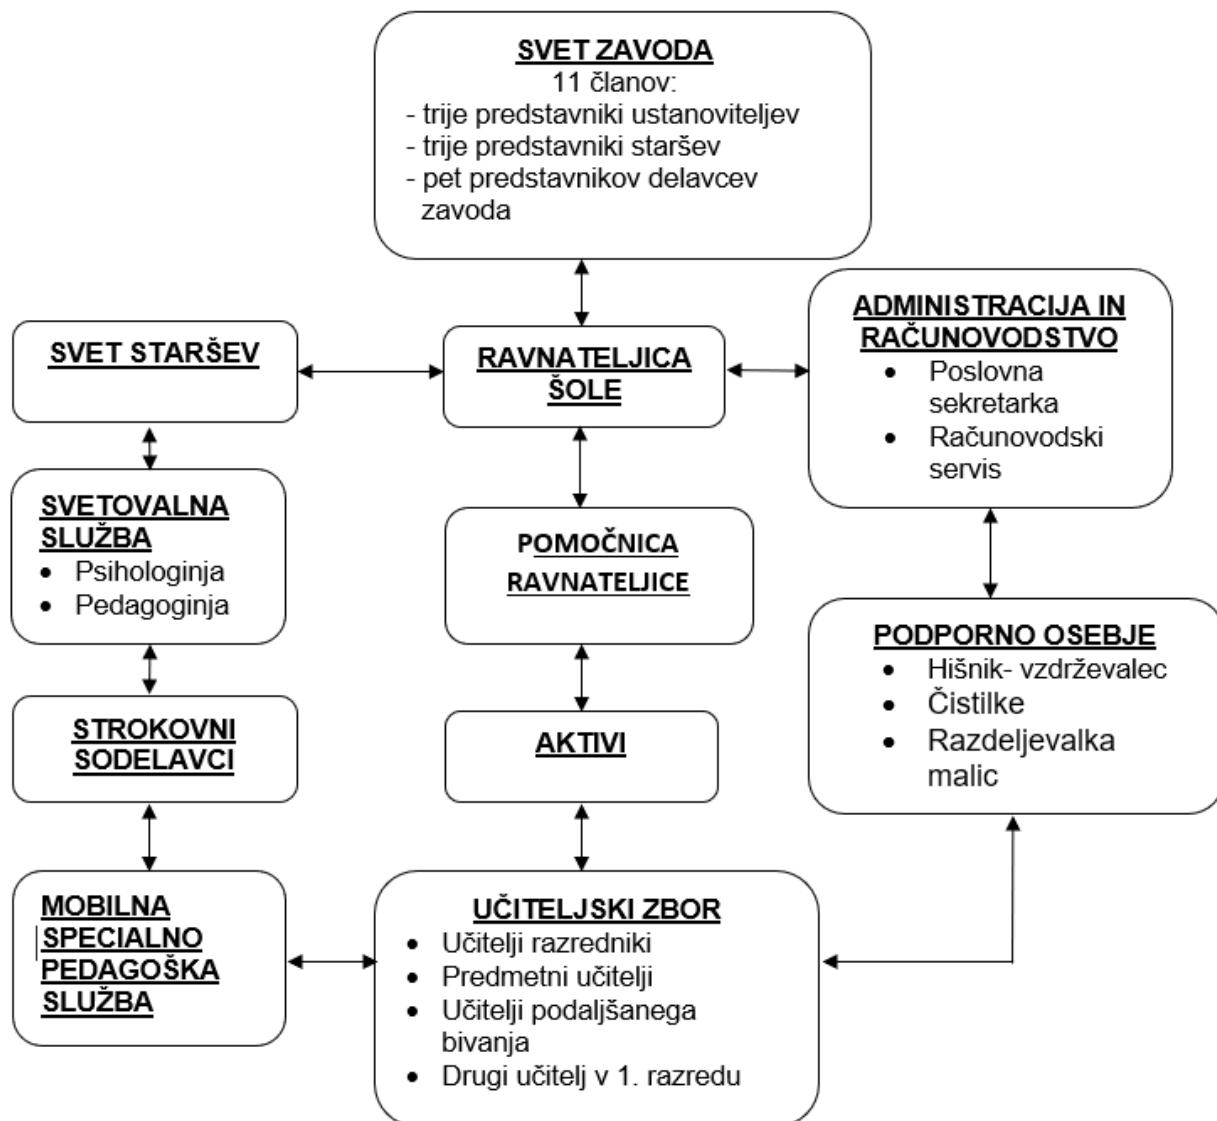 SVET ZAVODA
11 članov:
- trije predstavniki ustanoviteljev
- trije predstavniki staršev
- pet predstavnikov delavcev
zavoda
SVET STARŠEV
RAVNATELJICA
ŠOLE
ADMINISTRACIJA IN
RAČUNOVODSTVO
• Poslovna
sekretarka
• Računovodski
servis
SVETOVALNA
SLUŽBA
• Psihologinja
• Pedagoginja
POMOČNICA
RAVNATELJICE
PODPORNO OSEBJE
• Hišnik- vzdrževalec
• Čistilke
• Razdeljevalka
malic
STROKOVNI
SODELAVCI
AKTIVI
MOBILNA
SPECIALNO
PEDAGOŠKA
SLUŽBA
UČITELJSKI ZBOR
• Učitelji razredniki
• Predmetni učitelji
• Učitelji podaljšanega
bivanja
• Drugi učitelj v 1. razredu